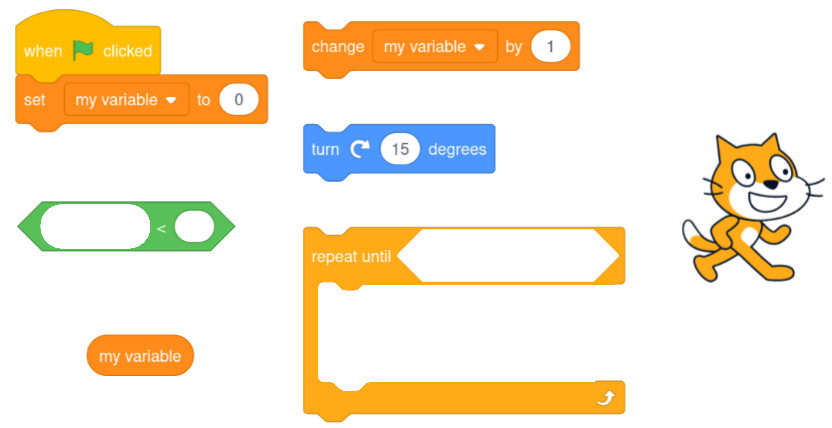 when clicked
set my variable to 0
change my variable by 1
turn 15 degrees
<
repeat until
my variable